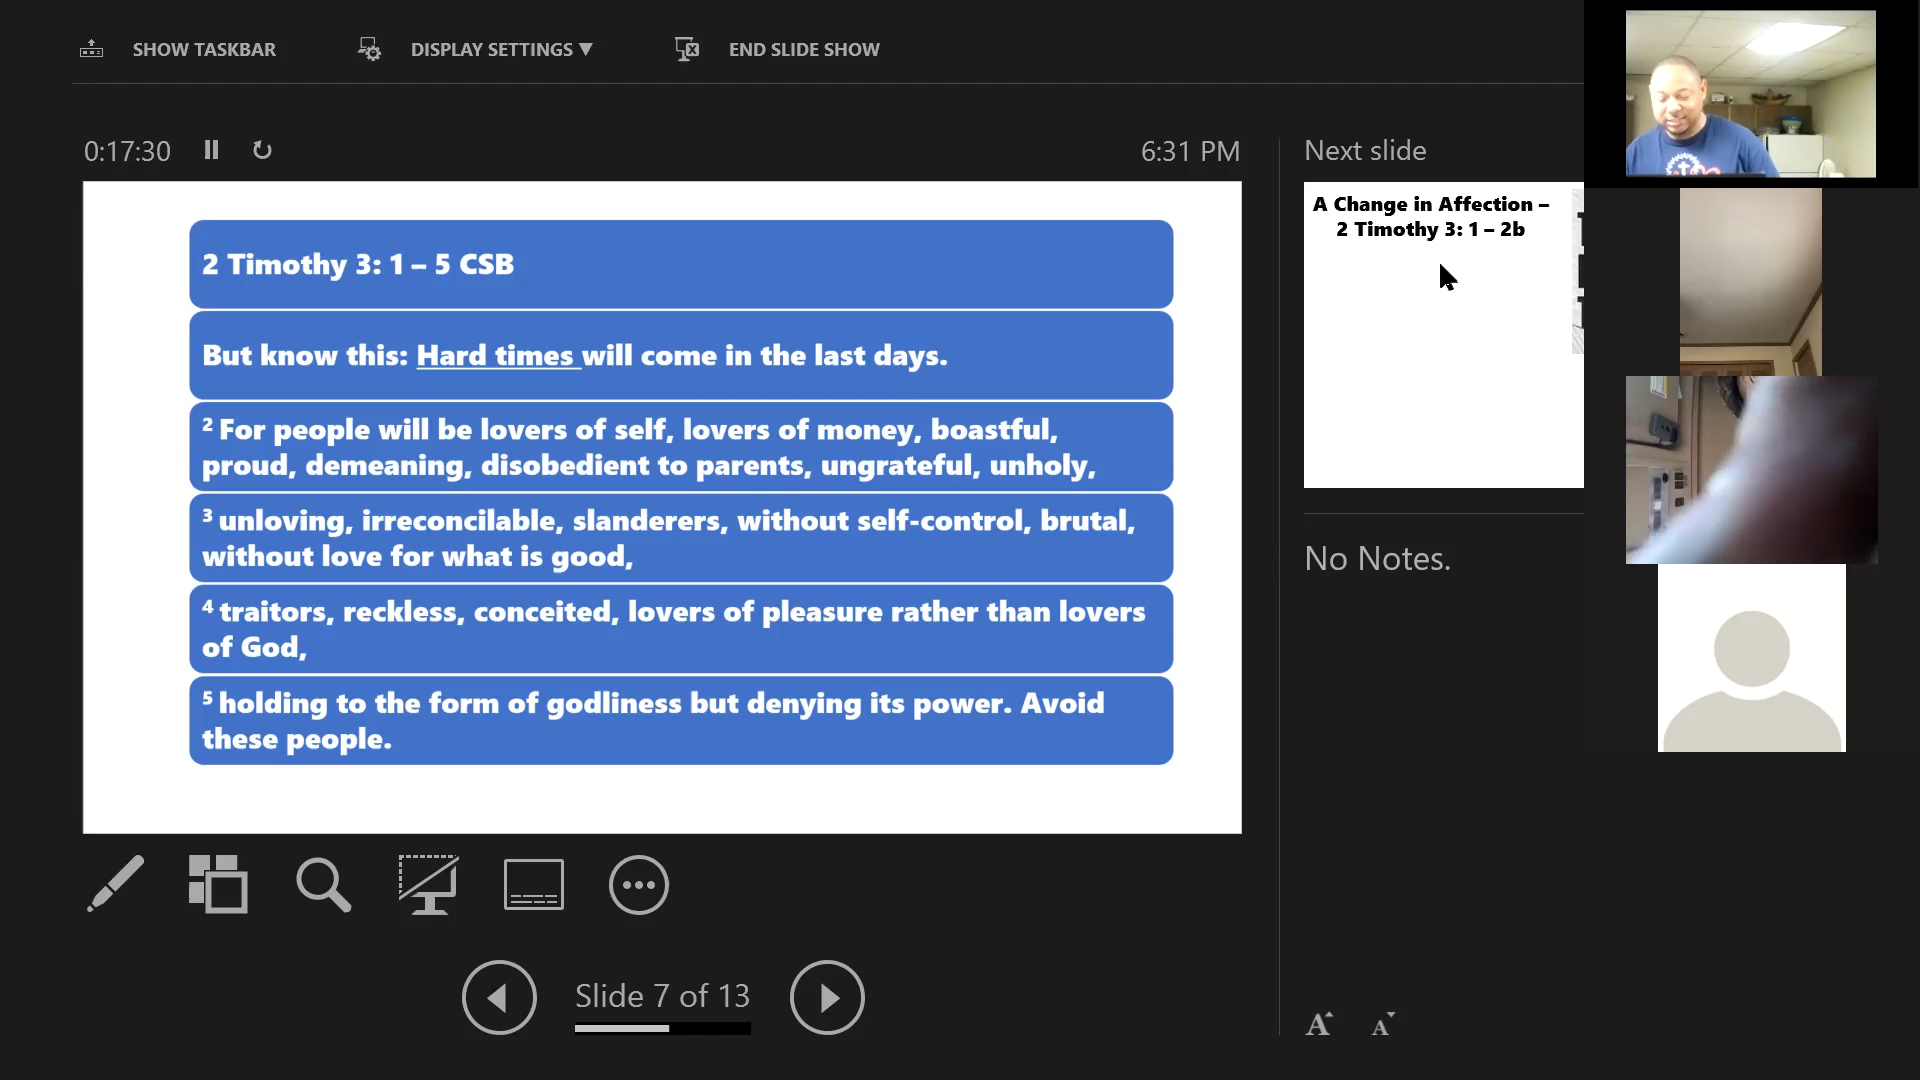 SHOW TASKBAR
DISPLAY SETTINGS ▼
END SLIDE SHOW
0:17:30
6:31 PM
2 Timothy 3: 1 – 5 CSB
But know this: Hard times will come in the last days.
2 For people will be lovers of self, lovers of money, boastful,
proud, demeaning, disobedient to parents, ungrateful, unholy,
3 unloving, irreconcilable, slanderers, without self-control, brutal,
without love for what is good,
4 traitors, reckless, conceited, lovers of pleasure rather than lovers
of God,
5 holding to the form of godliness but denying its power. Avoid
these people.
Slide 7 of 13
Next slide
A Change in Affection –
2 Timothy 3: 1 – 2b
No Notes.
A
A